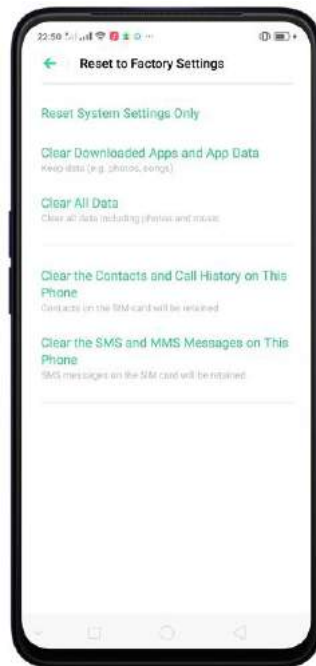 22:50
Reset to Factory Settings
Reset System Settings Only
Clear Downloaded Apps and App Data
Keep data (e.g. photos, songs)
Clear All Data
Clear all data including photos and music
Clear the Contacts and Call History on This
Phone
Contacts on the SIM card will be retained
Clear the SMS and MMS Messages on This
Phone
SMS messages on the SIM card will be retained